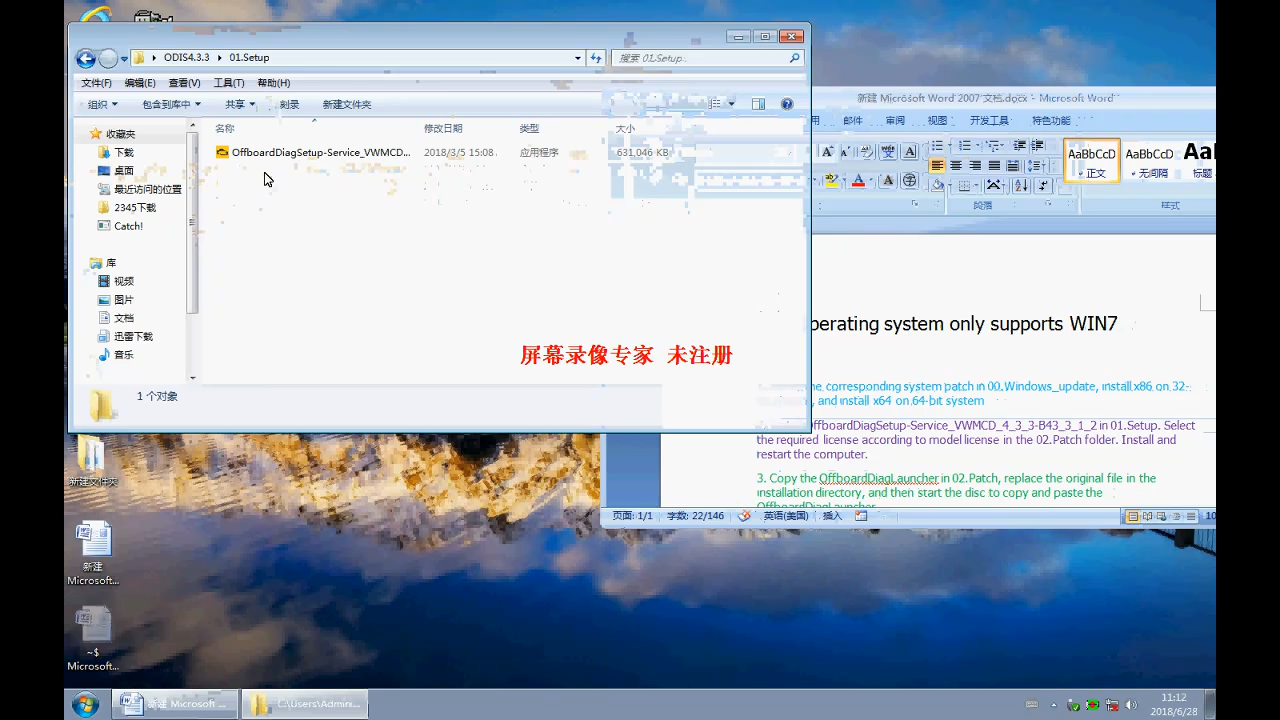 ODIS4.3.3 ▸ 01.Setup
搜索 01.Setup..
文件(F) 编辑(E) 查看(V) 工具(T) 帮助(H)
组织 包含到库中 共享 刻录 新建文件夹
名称 修改日期 类型 大小
OffboardDiagSetup-Service_VWMCD... 2018/3/5 15:08 应用程序 631,046 KB
收藏夹
下载
桌面
最近访问的位置
2345下载
Catch!
库
视频
图片
文档
迅雷下载
音乐
1 个对象
屏幕录像专家 未注册
新建 Microsoft Word 2007 文档.docx - Microsoft Word
用 邮件 审阅 视图 开发工具 特色功能
AaBbCcD AaBbCcD Aa
正文 无间隔 标题
段落 样式
perating system only supports WIN7
corresponding system patch in 00.Windows_update, install x86 on 32-
, and install x64 on 64-bit system
ffboardDiagSetup-Service_VWMCD_4_3_3-B43_3_1_2 in 01.Setup. Select
the required license according to model license in the 02.Patch folder. Install and
restart the computer.
3. Copy the OffboardDiagLauncher in 02.Patch, replace the original file in the
installation directory, and then start the disc to copy and paste the
OffboardDiagLauncher
页面: 1/1 字数: 22/146 英语(美国) 插入 10
新建文件夹
新建
Microsoft...
~$
Microsoft...
新建 Microsoft ...
C:\Users\Admini...
11:12
2018/6/28